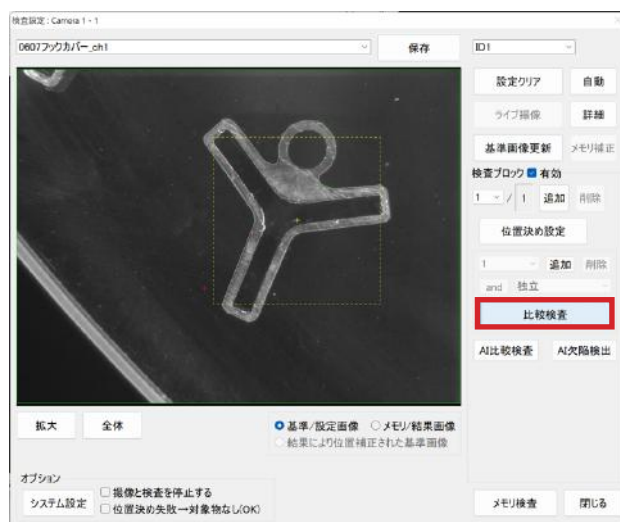 検査設定 : Camera 1 - 1
0607フックカバー_ch1 保存 ID1
設定クリア 自動
ライブ撮像 詳細
基準画像更新 メモリ補正
検査ブロック 有効
1 / 1 追加 削除
位置決め設定
1 追加 削除
and 独立
比較検査
AI比較検査 AI欠陥検出
拡大 全体
基準/設定画像 メモリ/結果画像
結果により位置補正された基準画像
オプション
システム設定
撮像と検査を停止する
位置決め失敗→対象物なし(OK)
メモリ検査 閉じる